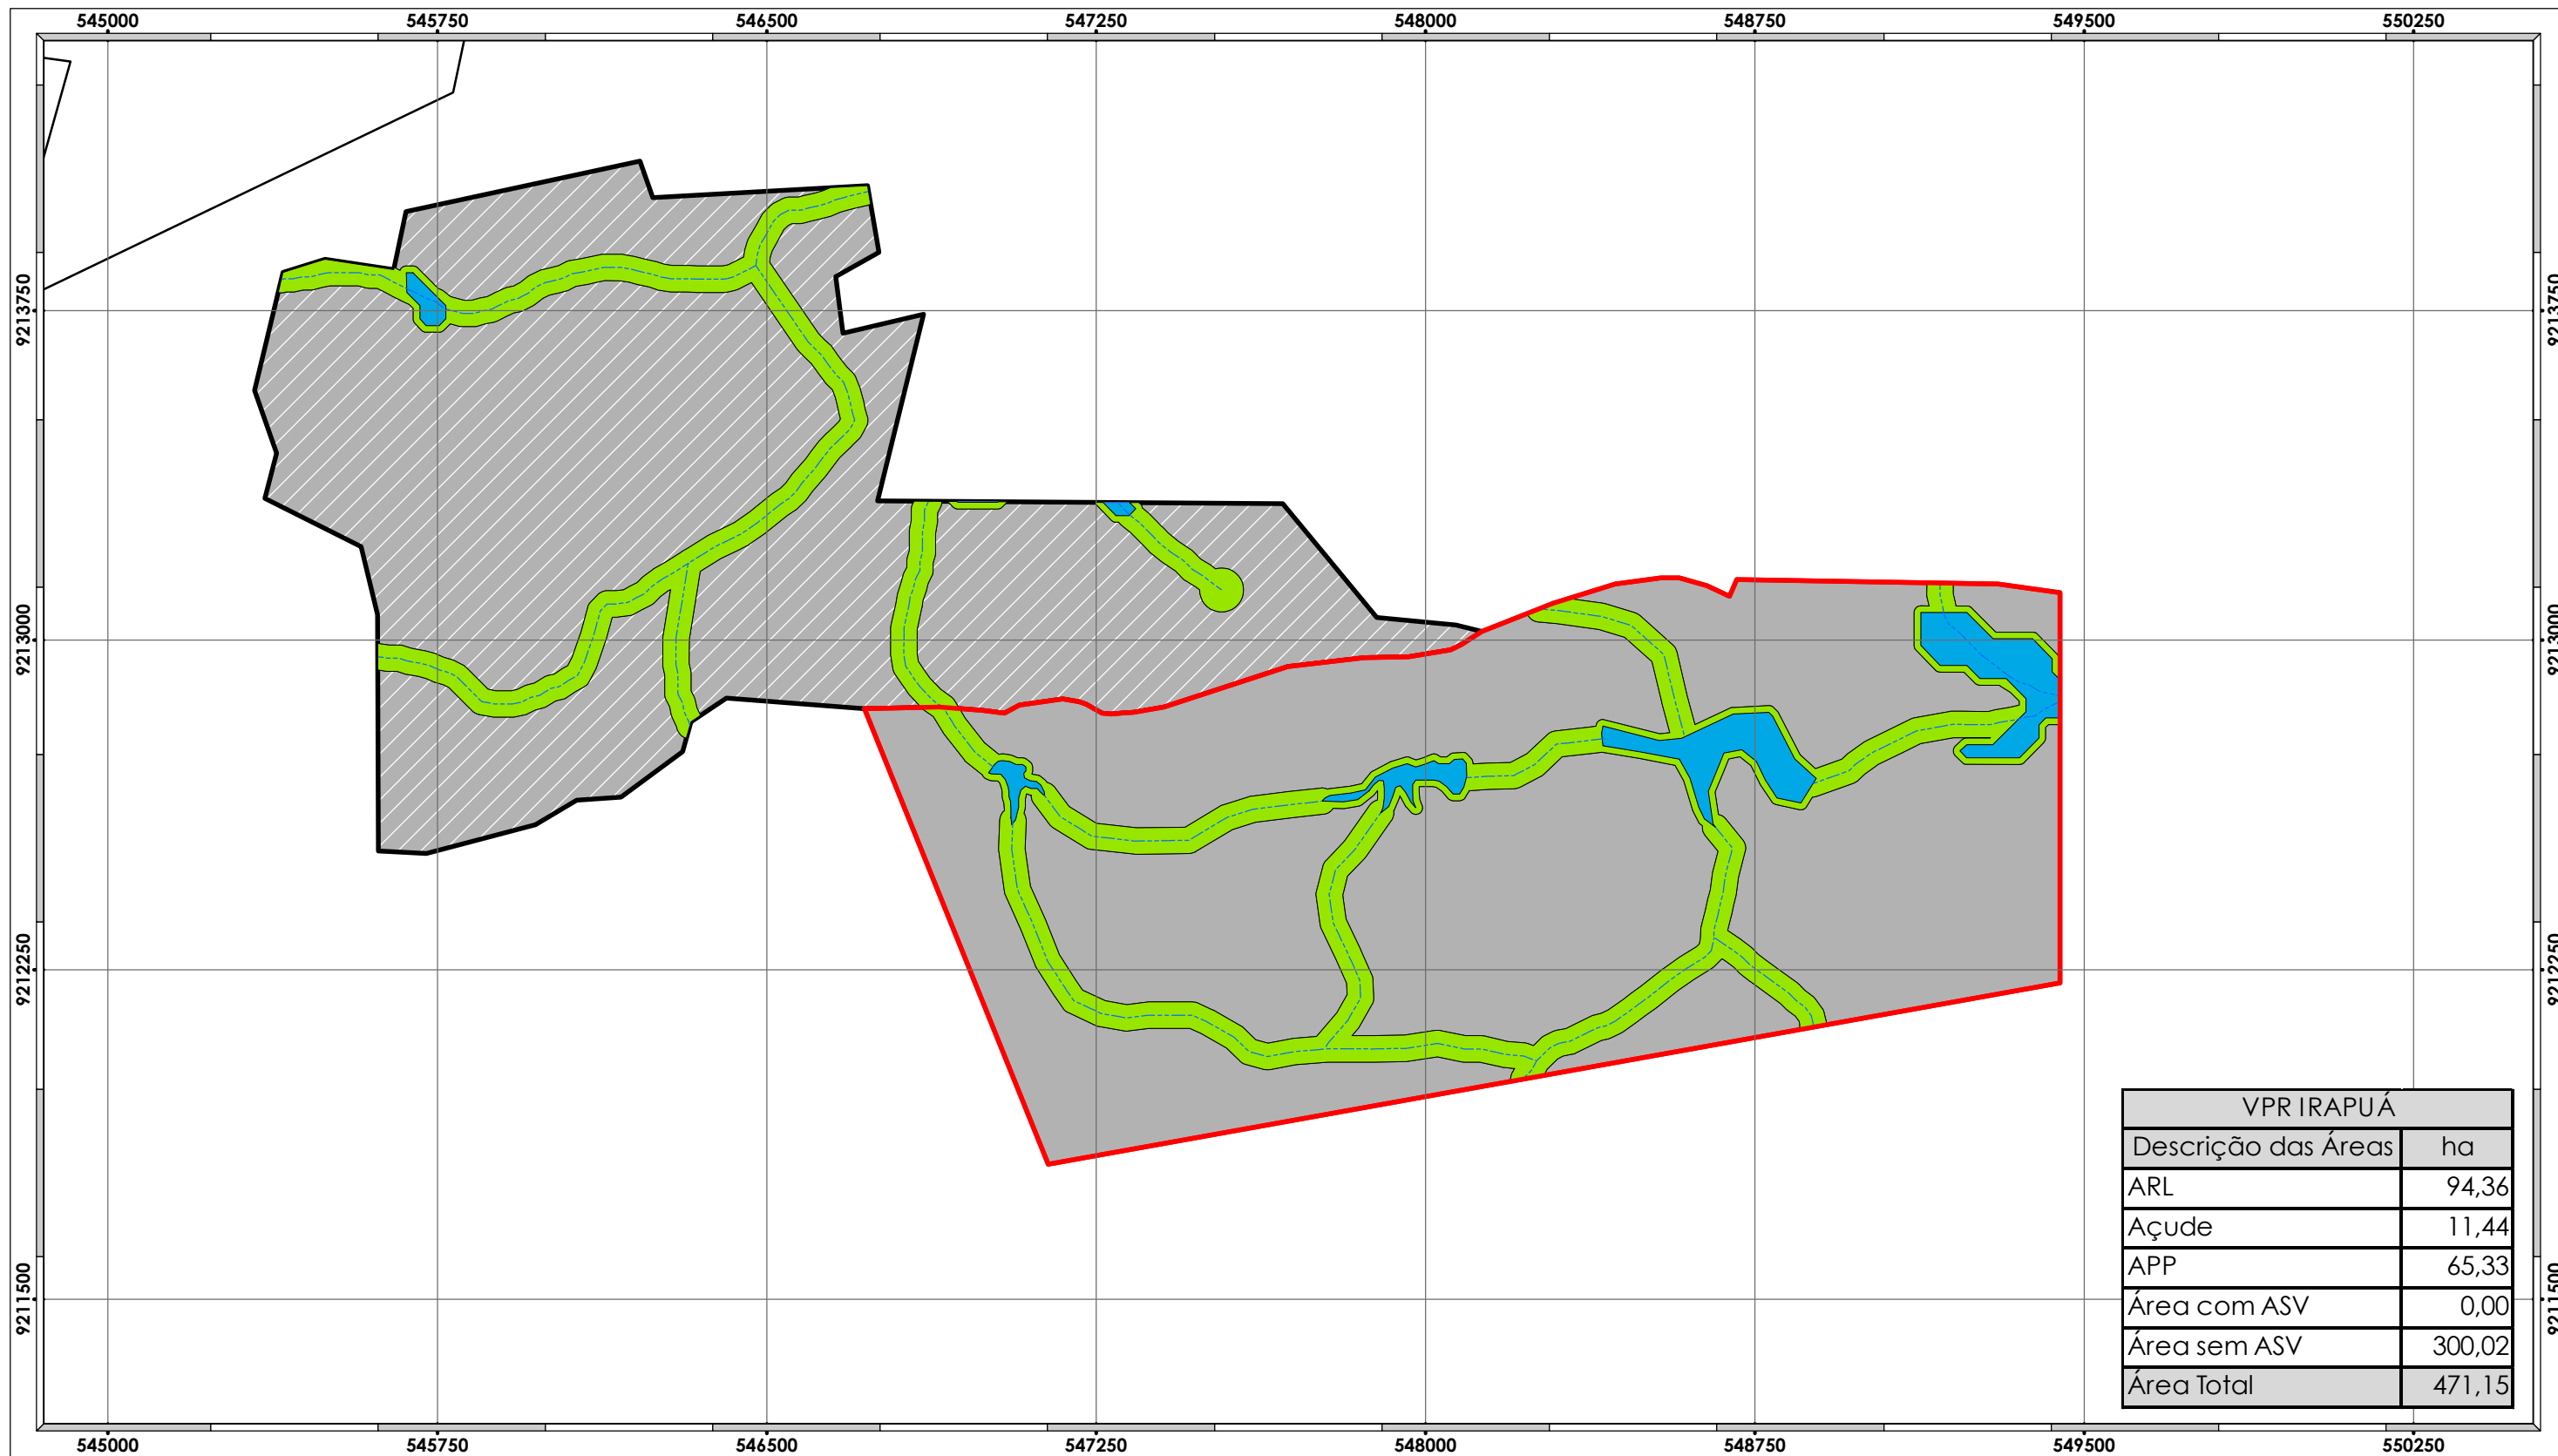 545000 545750 546500 547250 548000 548750 549500 550250
9213750 9213750
9213000 9213000
9212250 9212250
9211500 9211500
VPR IRAPUÁ
Descrição das Áreas ha
ARL 94,36
Açude 11,44
APP 65,33
Área com ASV 0,00
Área sem ASV 300,02
Área Total 471,15
545000 545750 546500 547250 548000 548750 549500 550250